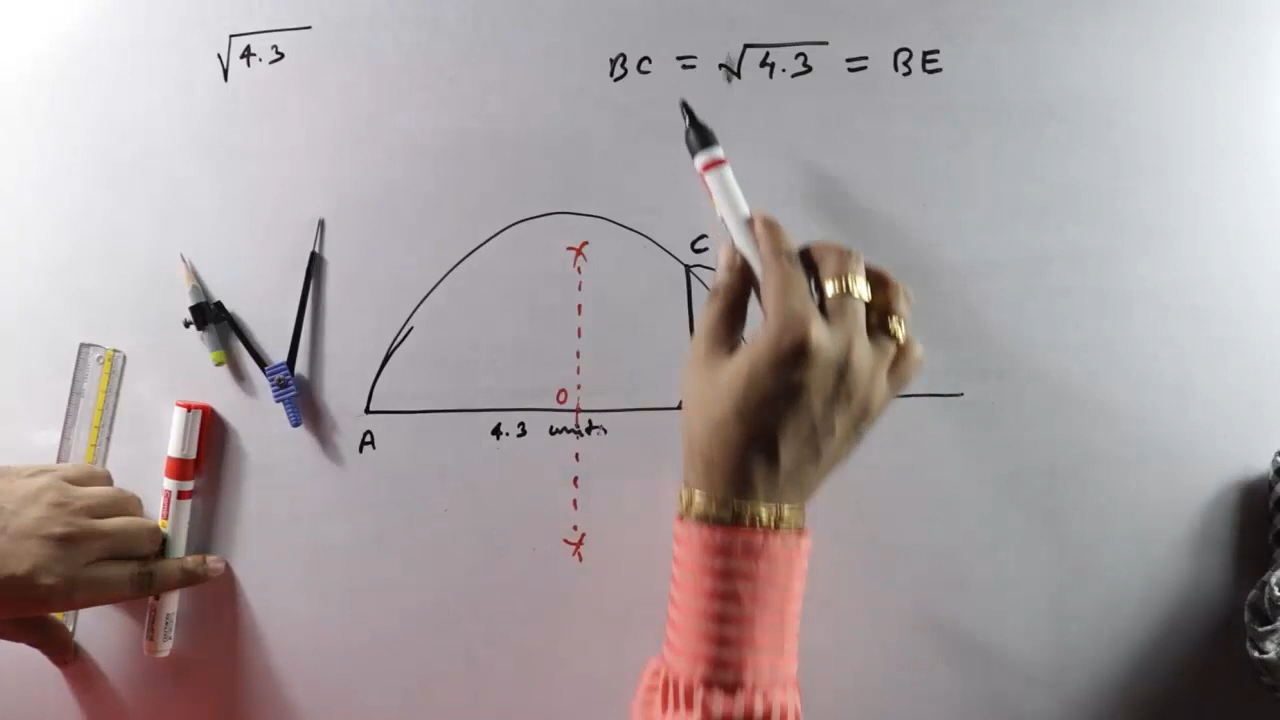 √4.3
BC = √4.3 = BE
C
O
A
4.3 units